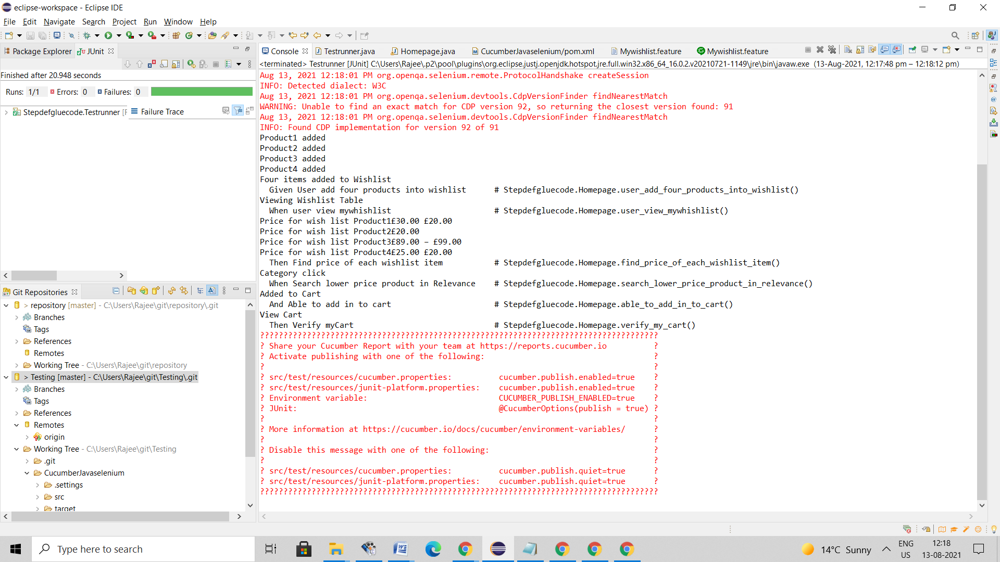 eclipse-workspace - Eclipse IDE
File Edit Navigate Search Project Run Window Help
Package Explorer JUnit
Finished after 20.948 seconds
Runs: 1/1 Errors: 0 Failures: 0
Stepdefgluecode.Testrunner [F
Failure Trace
Git Repositories
> repository [master] - C:\Users\Rajee\git\repository\.git
Branches
Tags
References
Remotes
Working Tree - C:\Users\Rajee\git\repository
> Testing [master] - C:\Users\Rajee\git\Testing\.git
Branches
Tags
References
Remotes
origin
Working Tree - C:\Users\Rajee\git\Testing
.git
CucumberJavaselenium
.settings
src
target
Console Testrunner.java Homepage.java CucumberJavaselenium/pom.xml Mywishlist.feature Mywishlist.feature
<terminated> Testrunner [JUnit] C:\Users\Rajee\.p2\pool\plugins\org.eclipse.justj.openjdk.hotspot.jre.full.win32.x86_64_16.0.2.v20210721-1149\jre\bin\javaw.exe (13-Aug-2021, 12:17:48 pm – 12:18:12 pm)
Aug 13, 2021 12:18:01 PM org.openqa.selenium.remote.ProtocolHandshake createSession
INFO: Detected dialect: W3C
Aug 13, 2021 12:18:01 PM org.openqa.selenium.devtools.CdpVersionFinder findNearestMatch
WARNING: Unable to find an exact match for CDP version 92, so returning the closest version found: 91
Aug 13, 2021 12:18:01 PM org.openqa.selenium.devtools.CdpVersionFinder findNearestMatch
INFO: Found CDP implementation for version 92 of 91
Product1 added
Product2 added
Product3 added
Product4 added
Four items added to Wishlist
Given User add four products into wishlist # Stepdefgluecode.Homepage.user_add_four_products_into_wishlist()
Viewing Wishlist Table
When user view mywhishlist # Stepdefgluecode.Homepage.user_view_mywhishlist()
Price for wish list Product1£30.00 £20.00
Price for wish list Product2£20.00
Price for wish list Product3£89.00 – £99.00
Price for wish list Product4£25.00 £20.00
Then Find price of each wishlist item # Stepdefgluecode.Homepage.find_price_of_each_wishlist_item()
Category click
When Search lower price product in Relevance # Stepdefgluecode.Homepage.search_lower_price_product_in_relevance()
Added to Cart
And Able to add in to cart # Stepdefgluecode.Homepage.able_to_add_in_to_cart()
View Cart
Then Verify myCart # Stepdefgluecode.Homepage.verify_my_cart()
?????????????????????????????????????????????????????????????????????????????????????
? Share your Cucumber Report with your team at https://reports.cucumber.io ?
? Activate publishing with one of the following: ?
? ?
? src/test/resources/cucumber.properties: cucumber.publish.enabled=true ?
? src/test/resources/junit-platform.properties: cucumber.publish.enabled=true ?
? Environment variable: CUCUMBER_PUBLISH_ENABLED=true ?
? JUnit: @CucumberOptions(publish = true) ?
? ?
? More information at https://cucumber.io/docs/cucumber/environment-variables/ ?
? ?
? Disable this message with one of the following: ?
? ?
? src/test/resources/cucumber.properties: cucumber.publish.quiet=true ?
? src/test/resources/junit-platform.properties: cucumber.publish.quiet=true ?
?????????????????????????????????????????????????????????????????????????????????????
Type here to search
14°C Sunny
ENG
US
12:18
13-08-2021